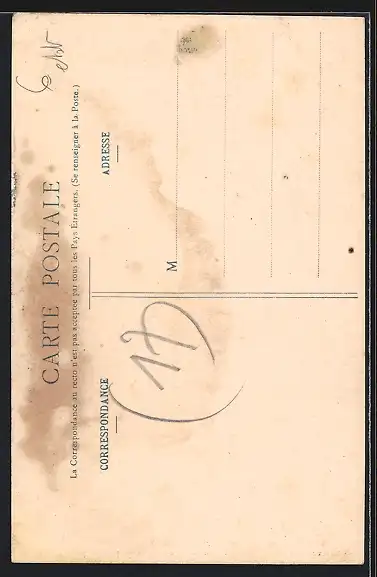 CARTE POSTALE
La Correspondance au recto n'est pas acceptée par tous les Pays Etrangers. (Se renseigner à la Poste.)
CORRESPONDANCE
ADRESSE
M
(17)